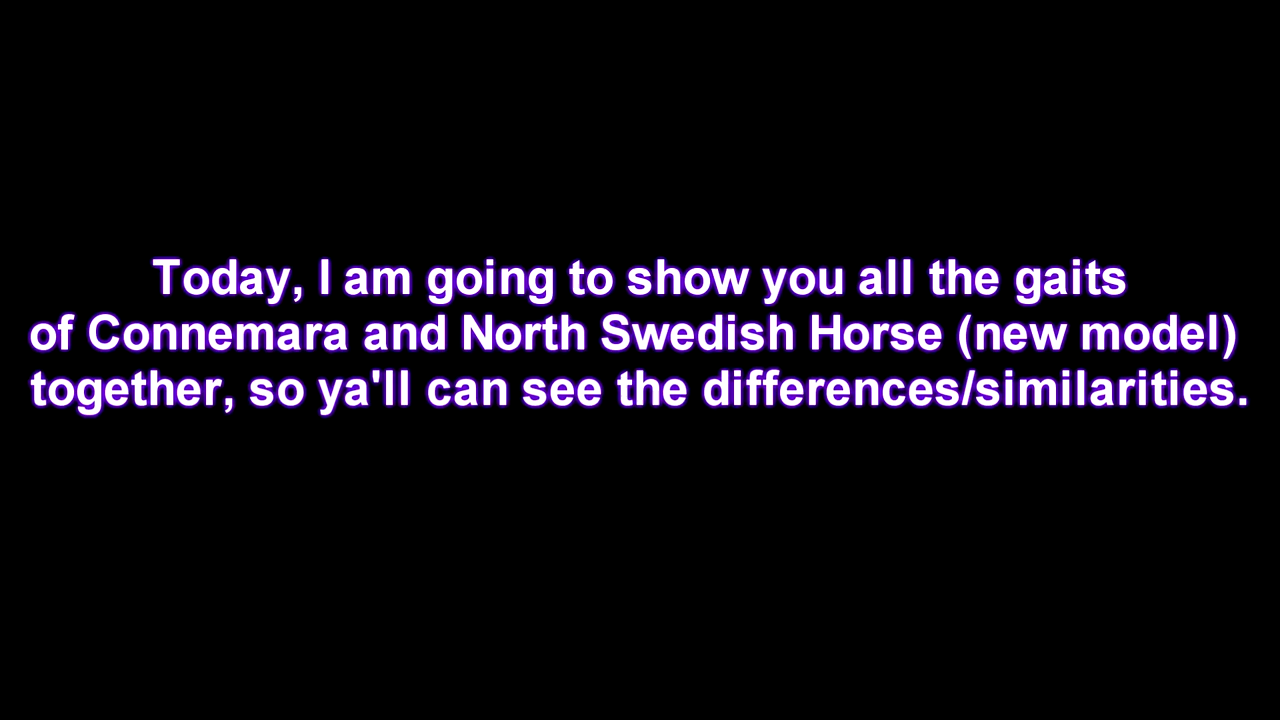 Today, I am going to show you all the gaits
of Connemara and North Swedish Horse (new model)
together, so ya'll can see the differences/similarities.